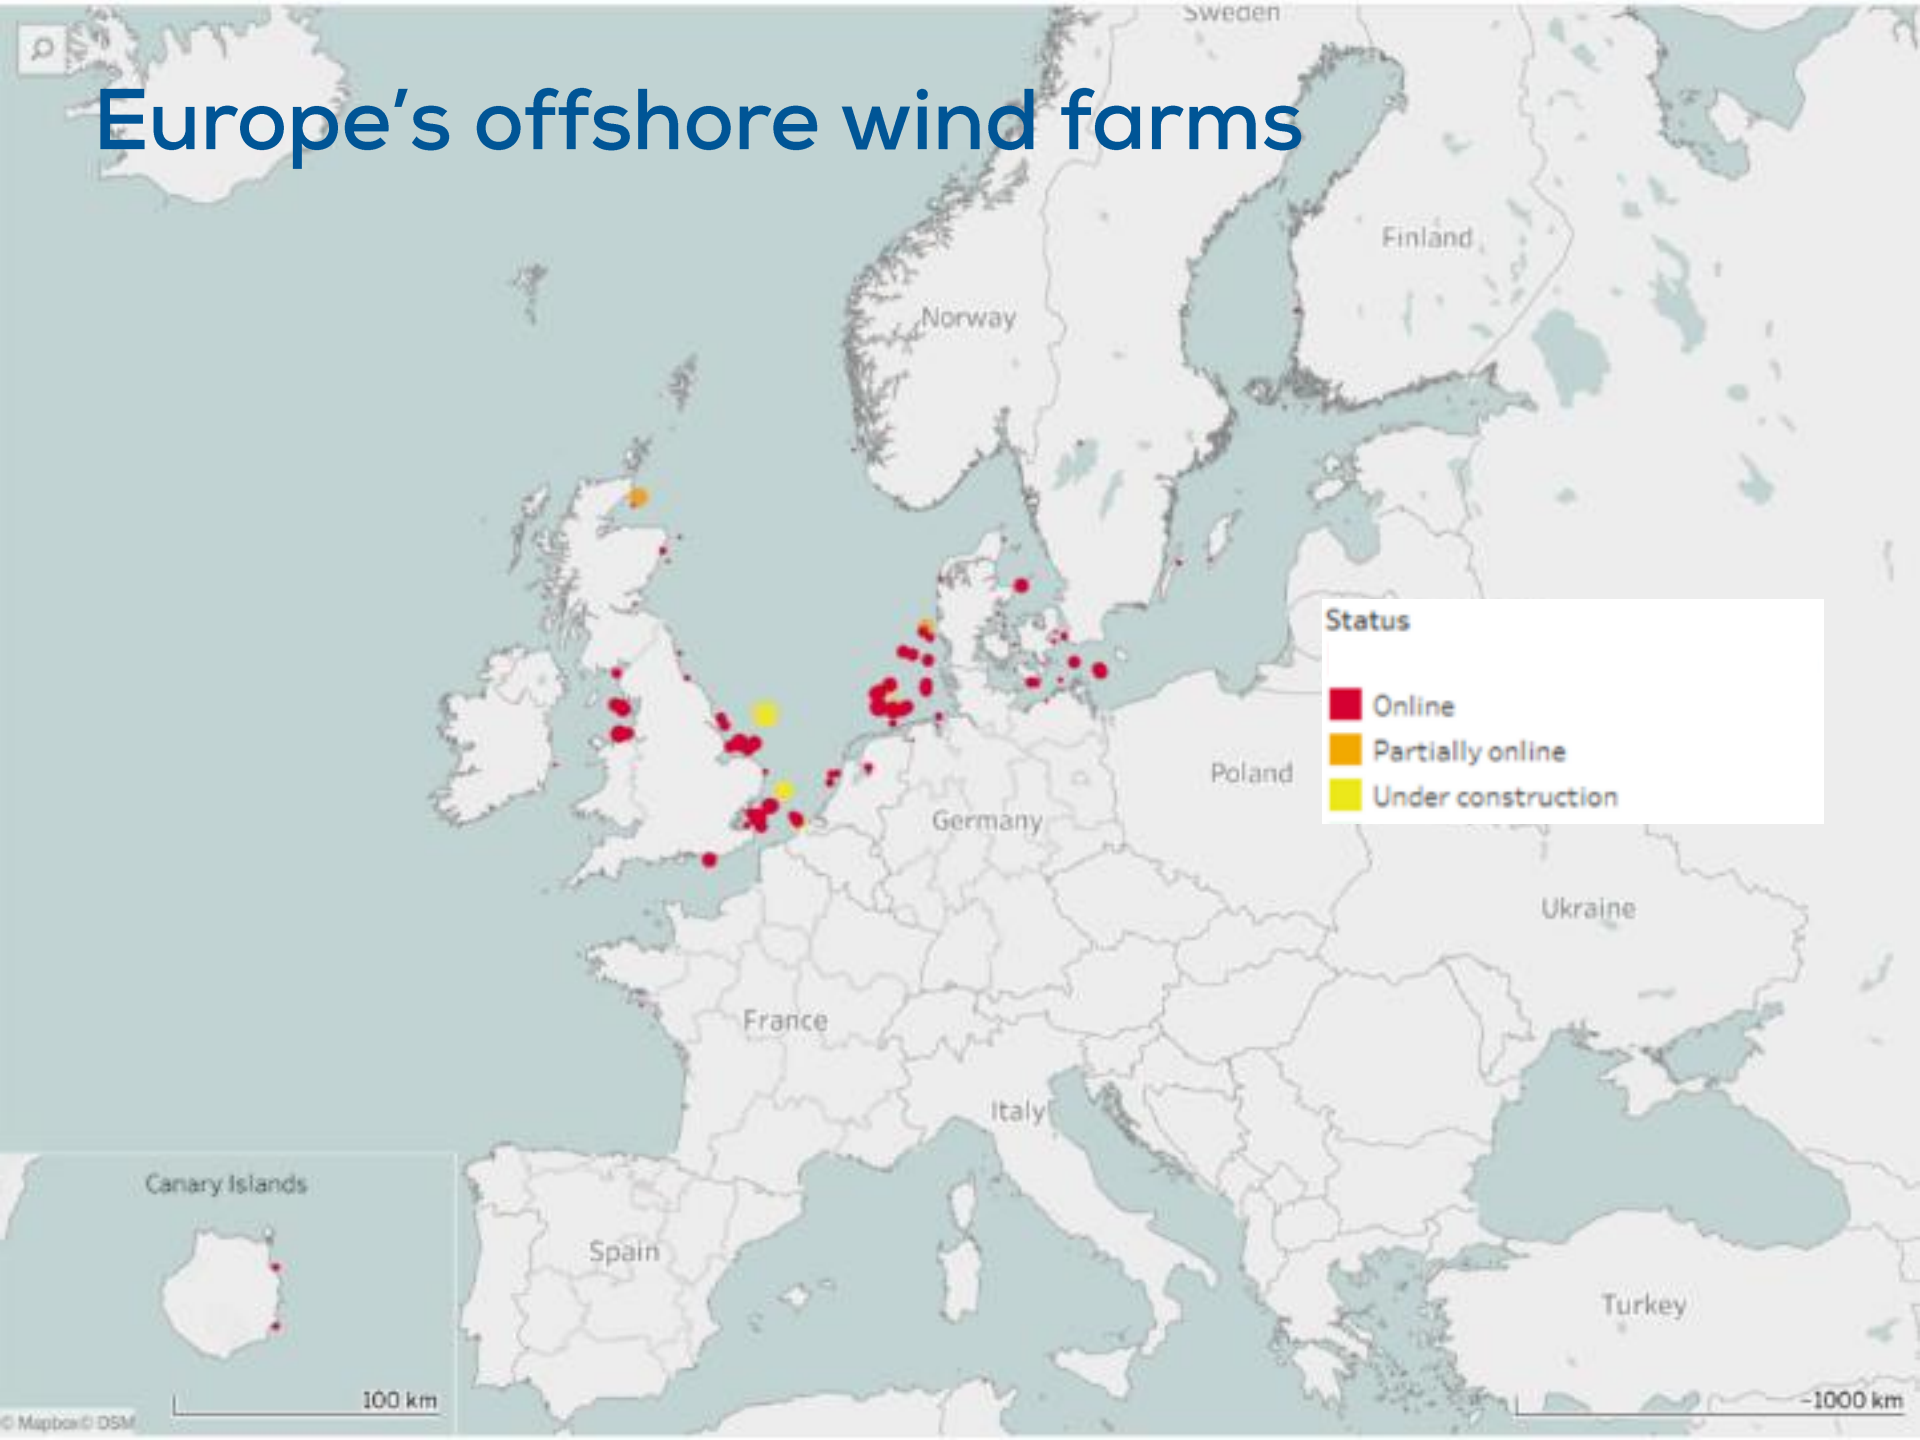 Sweden
Europe’s offshore wind farms
Finland
Norway
Status
Online
Partially online
Under construction
Poland
Germany
Ukraine
France
Italy
Canary Islands
Spain
Turkey
100 km
~1000 km
© Mapbox © OSM